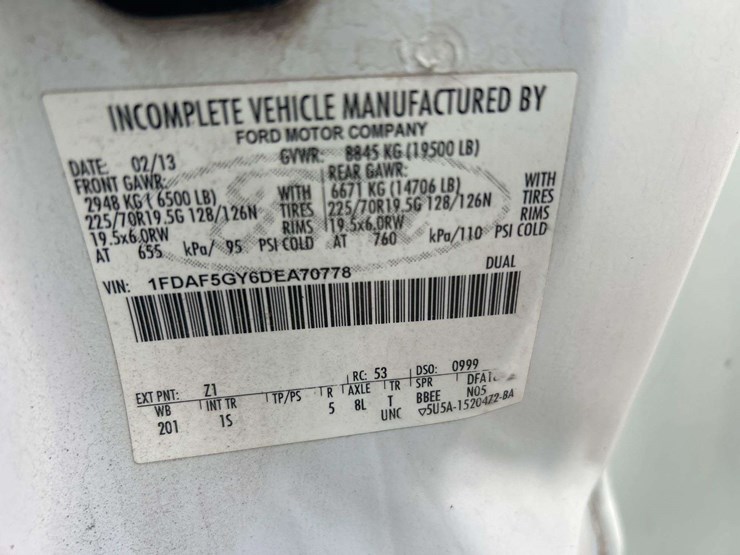 INCOMPLETE VEHICLE MANUFACTURED BY
FORD MOTOR COMPANY
DATE: 02/13 GVWR: 8845 KG (19500 LB)
FRONT GAWR: REAR GAWR:
2948 KG ( 6500 LB) WITH 6671 KG (14706 LB) WITH
225/70R19.5G 128/126N TIRES 225/70R19.5G 128/126N TIRES
19.5x6.0RW RIMS 19.5x6.0RW RIMS
AT 655 kPa/ 95 PSI COLD AT 760 kPa/110 PSI COLD
VIN: 1FDAF5GY6DEA70778 DUAL
EXT PNT: Z1 RC: 53 DSO: 0999
WB INT TR TP/PS R AXLE TR SPR
201 1S 5 8L T BBEE N05
UNC ▽5U5A-1520472-BA